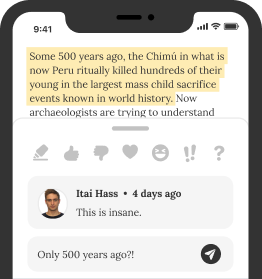 9:41
Some 500 years ago, the Chimú in what is
now Peru ritually killed hundreds of their
young in the largest mass child sacrifice
events known in world history. Now
archaeologists are trying to understand
Itai Hass • 4 days ago
This is insane.
Only 500 years ago?!